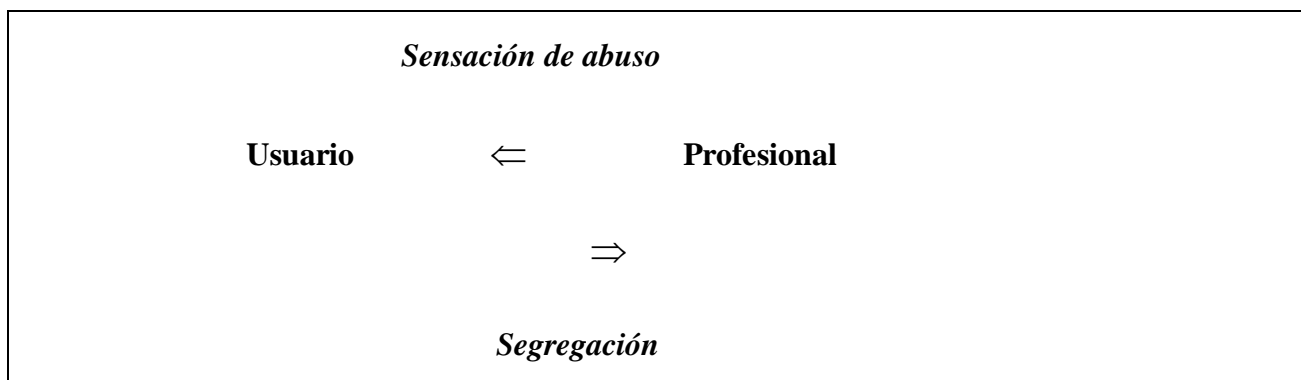 Sensación de abuso
Usuario ⇐ Profesional
⇒
Segregación